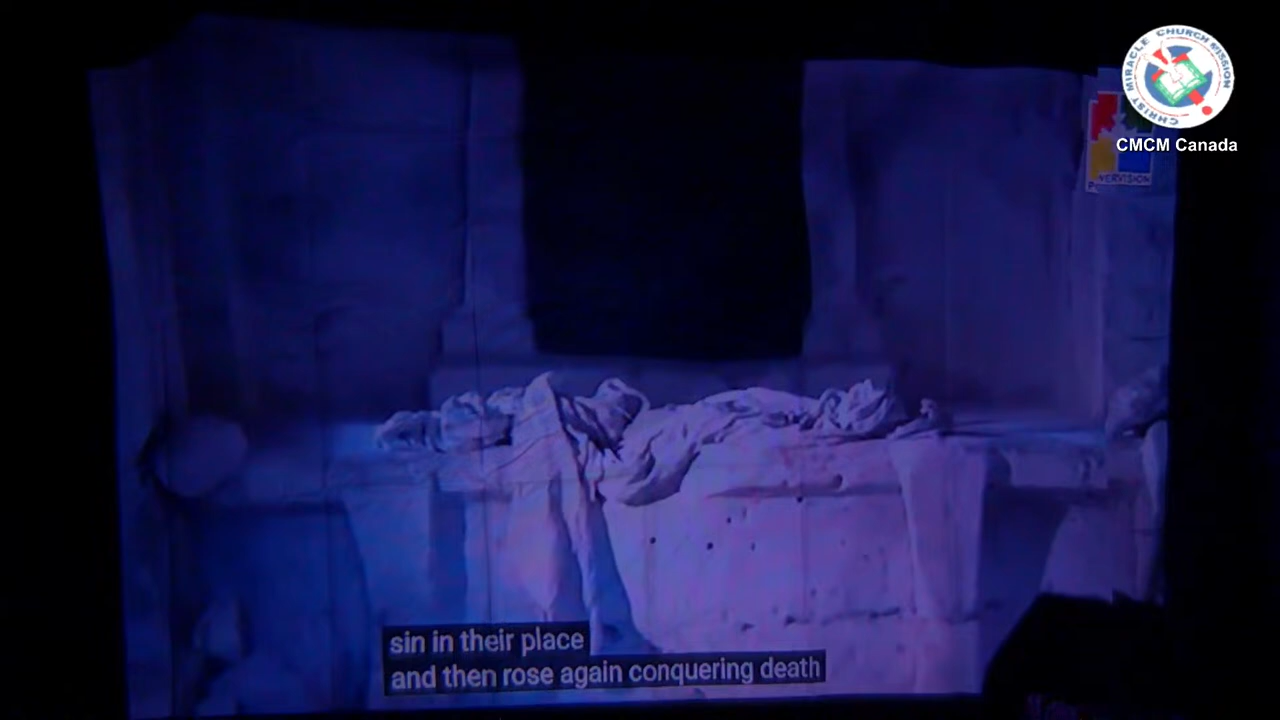 CHRIST MIRACLE CHURCH MISSION
CMCM Canada
sin in their place
and then rose again conquering death